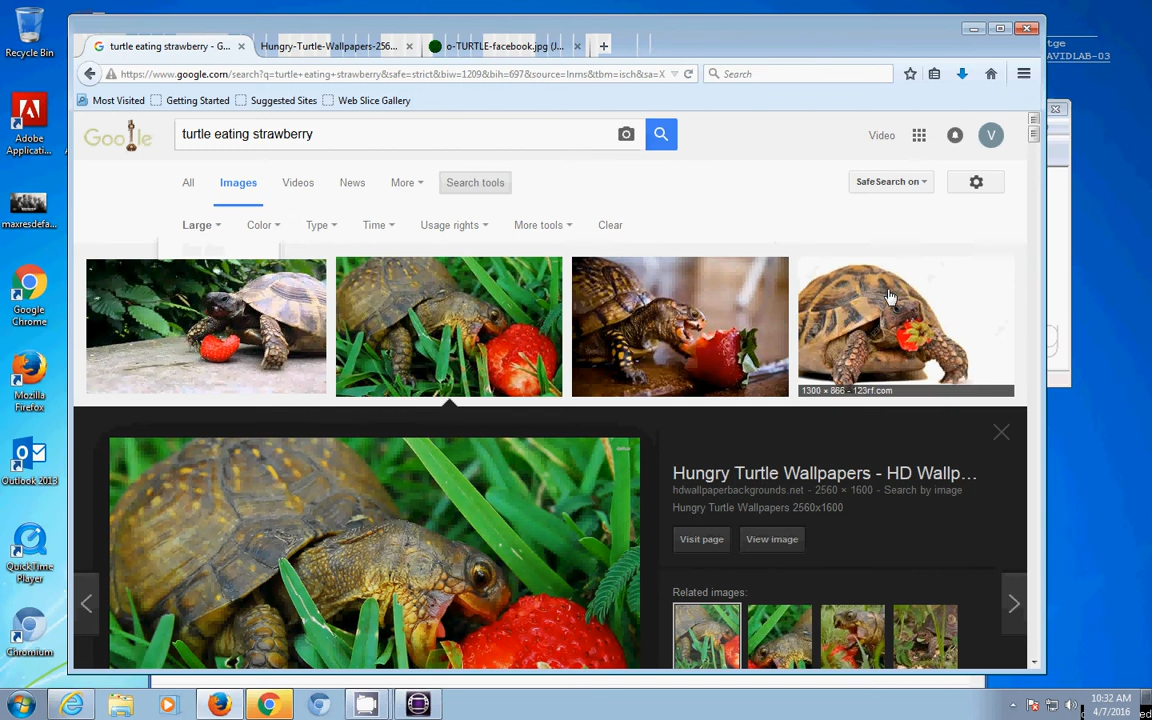 Recycle Bin
Adobe
Applicati...
maxresdefa...
Google
Chrome
Mozilla
Firefox
Outlook 2013
QuickTime
Player
Chromium
turtle eating strawberry - G...
Hungry-Turtle-Wallpapers-256...
o-TURTLE-facebook.jpg (J...
https://www.google.com/search?q=turtle+eating+strawberry&safe=strict&biw=1209&bih=697&source=lnms&tbm=isch&sa=X
Search
Most Visited
Getting Started
Suggested Sites
Web Slice Gallery
tge
AVIDLAB-03
turtle eating strawberry
Video
V
All
Images
Videos
News
More
Search tools
SafeSearch on
Large
Color
Type
Time
Usage rights
More tools
Clear
1300 × 866 - 123rf.com
Hungry Turtle Wallpapers - HD Wallp...
hdwallpaperbackgrounds.net - 2560 × 1600 - Search by image
Hungry Turtle Wallpapers 2560x1600
Visit page
View image
Related images:
10:32 AM
4/7/2016